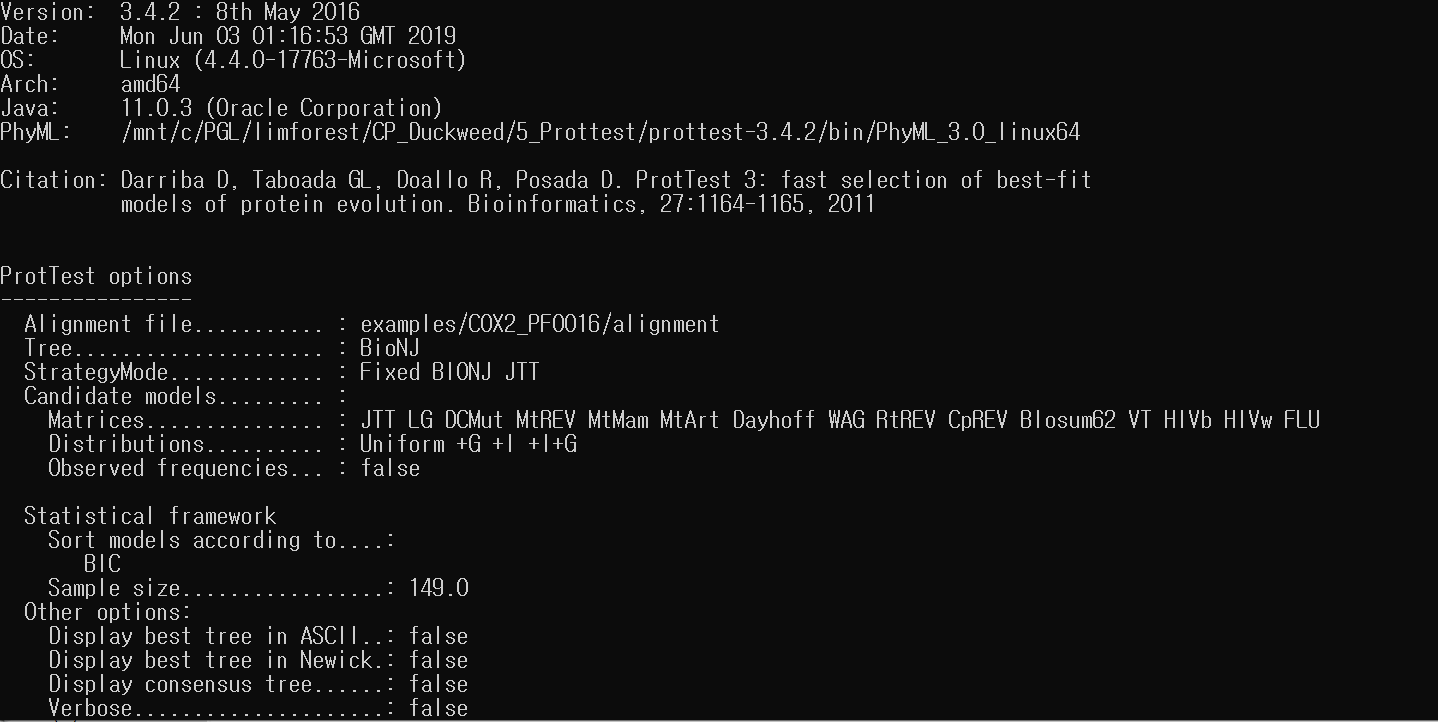 Version:  3.4.2 : 8th May 2016
Date:     Mon Jun 03 01:16:53 GMT 2019
OS:       Linux (4.4.0-17763-Microsoft)
Arch:     amd64
Java:     11.0.3 (Oracle Corporation)
PhyML:    /mnt/c/PGL/limforest/CP_Duckweed/5_Prottest/prottest-3.4.2/bin/PhyML_3.0_linux64
Citation: Darriba D, Taboada GL, Doallo R, Posada D. ProtTest 3: fast selection of best-fit
          models of protein evolution. Bioinformatics, 27:1164-1165, 2011
ProtTest options
----------------
  Alignment file........... : examples/COX2_PF0016/alignment
  Tree..................... : BioNJ
  StrategyMode............. : Fixed BIONJ JTT
  Candidate models......... :
    Matrices............... : JTT LG DCMut MtREV MtMam MtArt Dayhoff WAG RtREV CpREV Blosum62 VT HIVb HIVw FLU
    Distributions.......... : Uniform +G +I +I+G
    Observed frequencies... : false
  Statistical framework
    Sort models according to....:
       BIC
    Sample size.................: 149.0
  Other options:
    Display best tree in ASCII..: false
    Display best tree in Newick.: false
    Display consensus tree......: false
    Verbose.....................: false